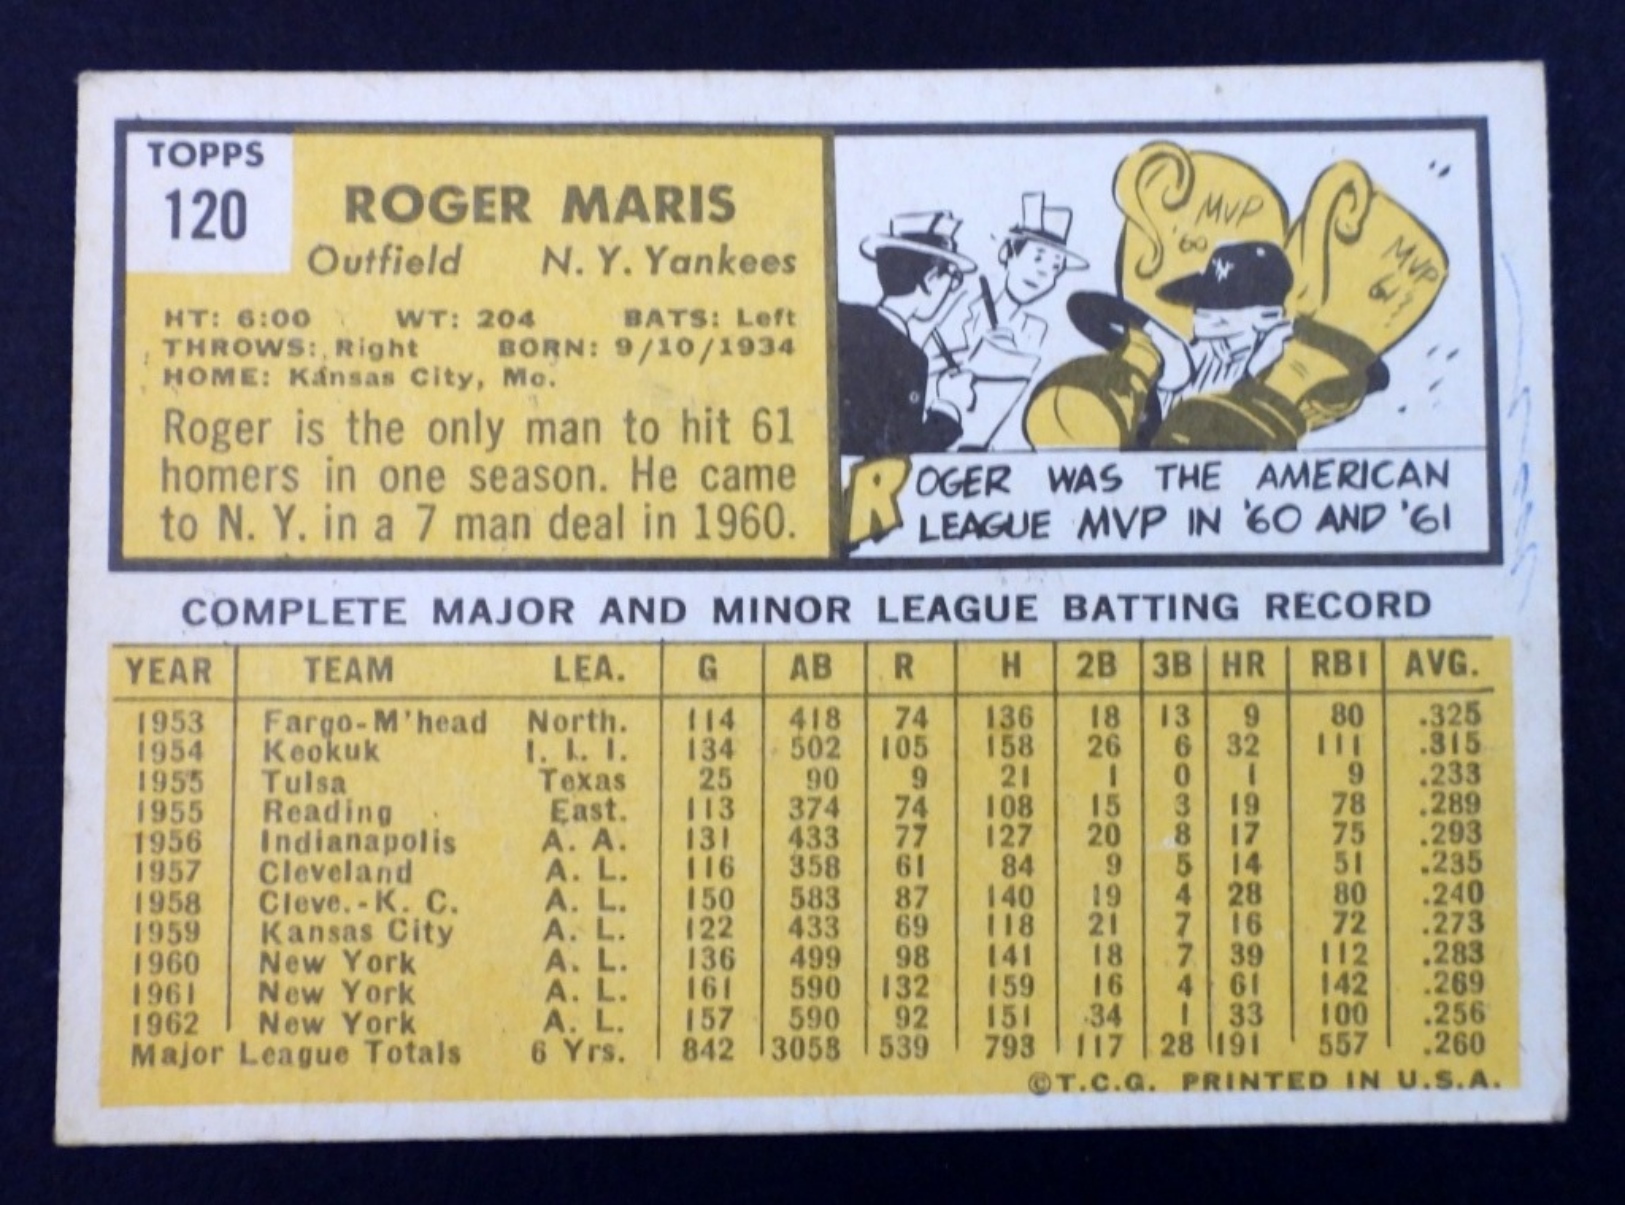 TOPPS
120
ROGER MARIS
Outfield N. Y. Yankees
HT: 6:00 WT: 204 BATS: Left
THROWS: Right BORN: 9/10/1934
HOME: Kansas City, Mo.
Roger is the only man to hit 61
homers in one season. He came
to N. Y. in a 7 man deal in 1960.
MVP
'60
MVP
61?
NY
ROGER WAS THE AMERICAN
LEAGUE MVP IN '60 AND '61
COMPLETE MAJOR AND MINOR LEAGUE BATTING RECORD
YEAR TEAM LEA. G AB R H 2B 3B HR RBI AVG.
1953 Fargo-M'head North. 114 418 74 136 18 13 9 80 .325
1954 Keokuk I. I. I. 134 502 105 158 26 6 32 111 .315
1955 Tulsa Texas 25 90 9 21 1 0 1 9 .233
1955 Reading East. 113 374 74 108 15 3 19 78 .289
1956 Indianapolis A. A. 131 433 77 127 20 8 17 75 .293
1957 Cleveland A. L. 116 358 61 84 9 5 14 51 .235
1958 Cleve.-K. C. A. L. 150 583 87 140 19 4 28 80 .240
1959 Kansas City A. L. 122 433 69 118 21 7 16 72 .273
1960 New York A. L. 136 499 98 141 18 7 39 112 .283
1961 New York A. L. 161 590 132 159 16 4 61 142 .269
1962 New York A. L. 157 590 92 151 34 1 33 100 .256
Major League Totals 6 Yrs. 842 3053 539 793 117 28 191 557 .260
©T.C.G. PRINTED IN U.S.A.